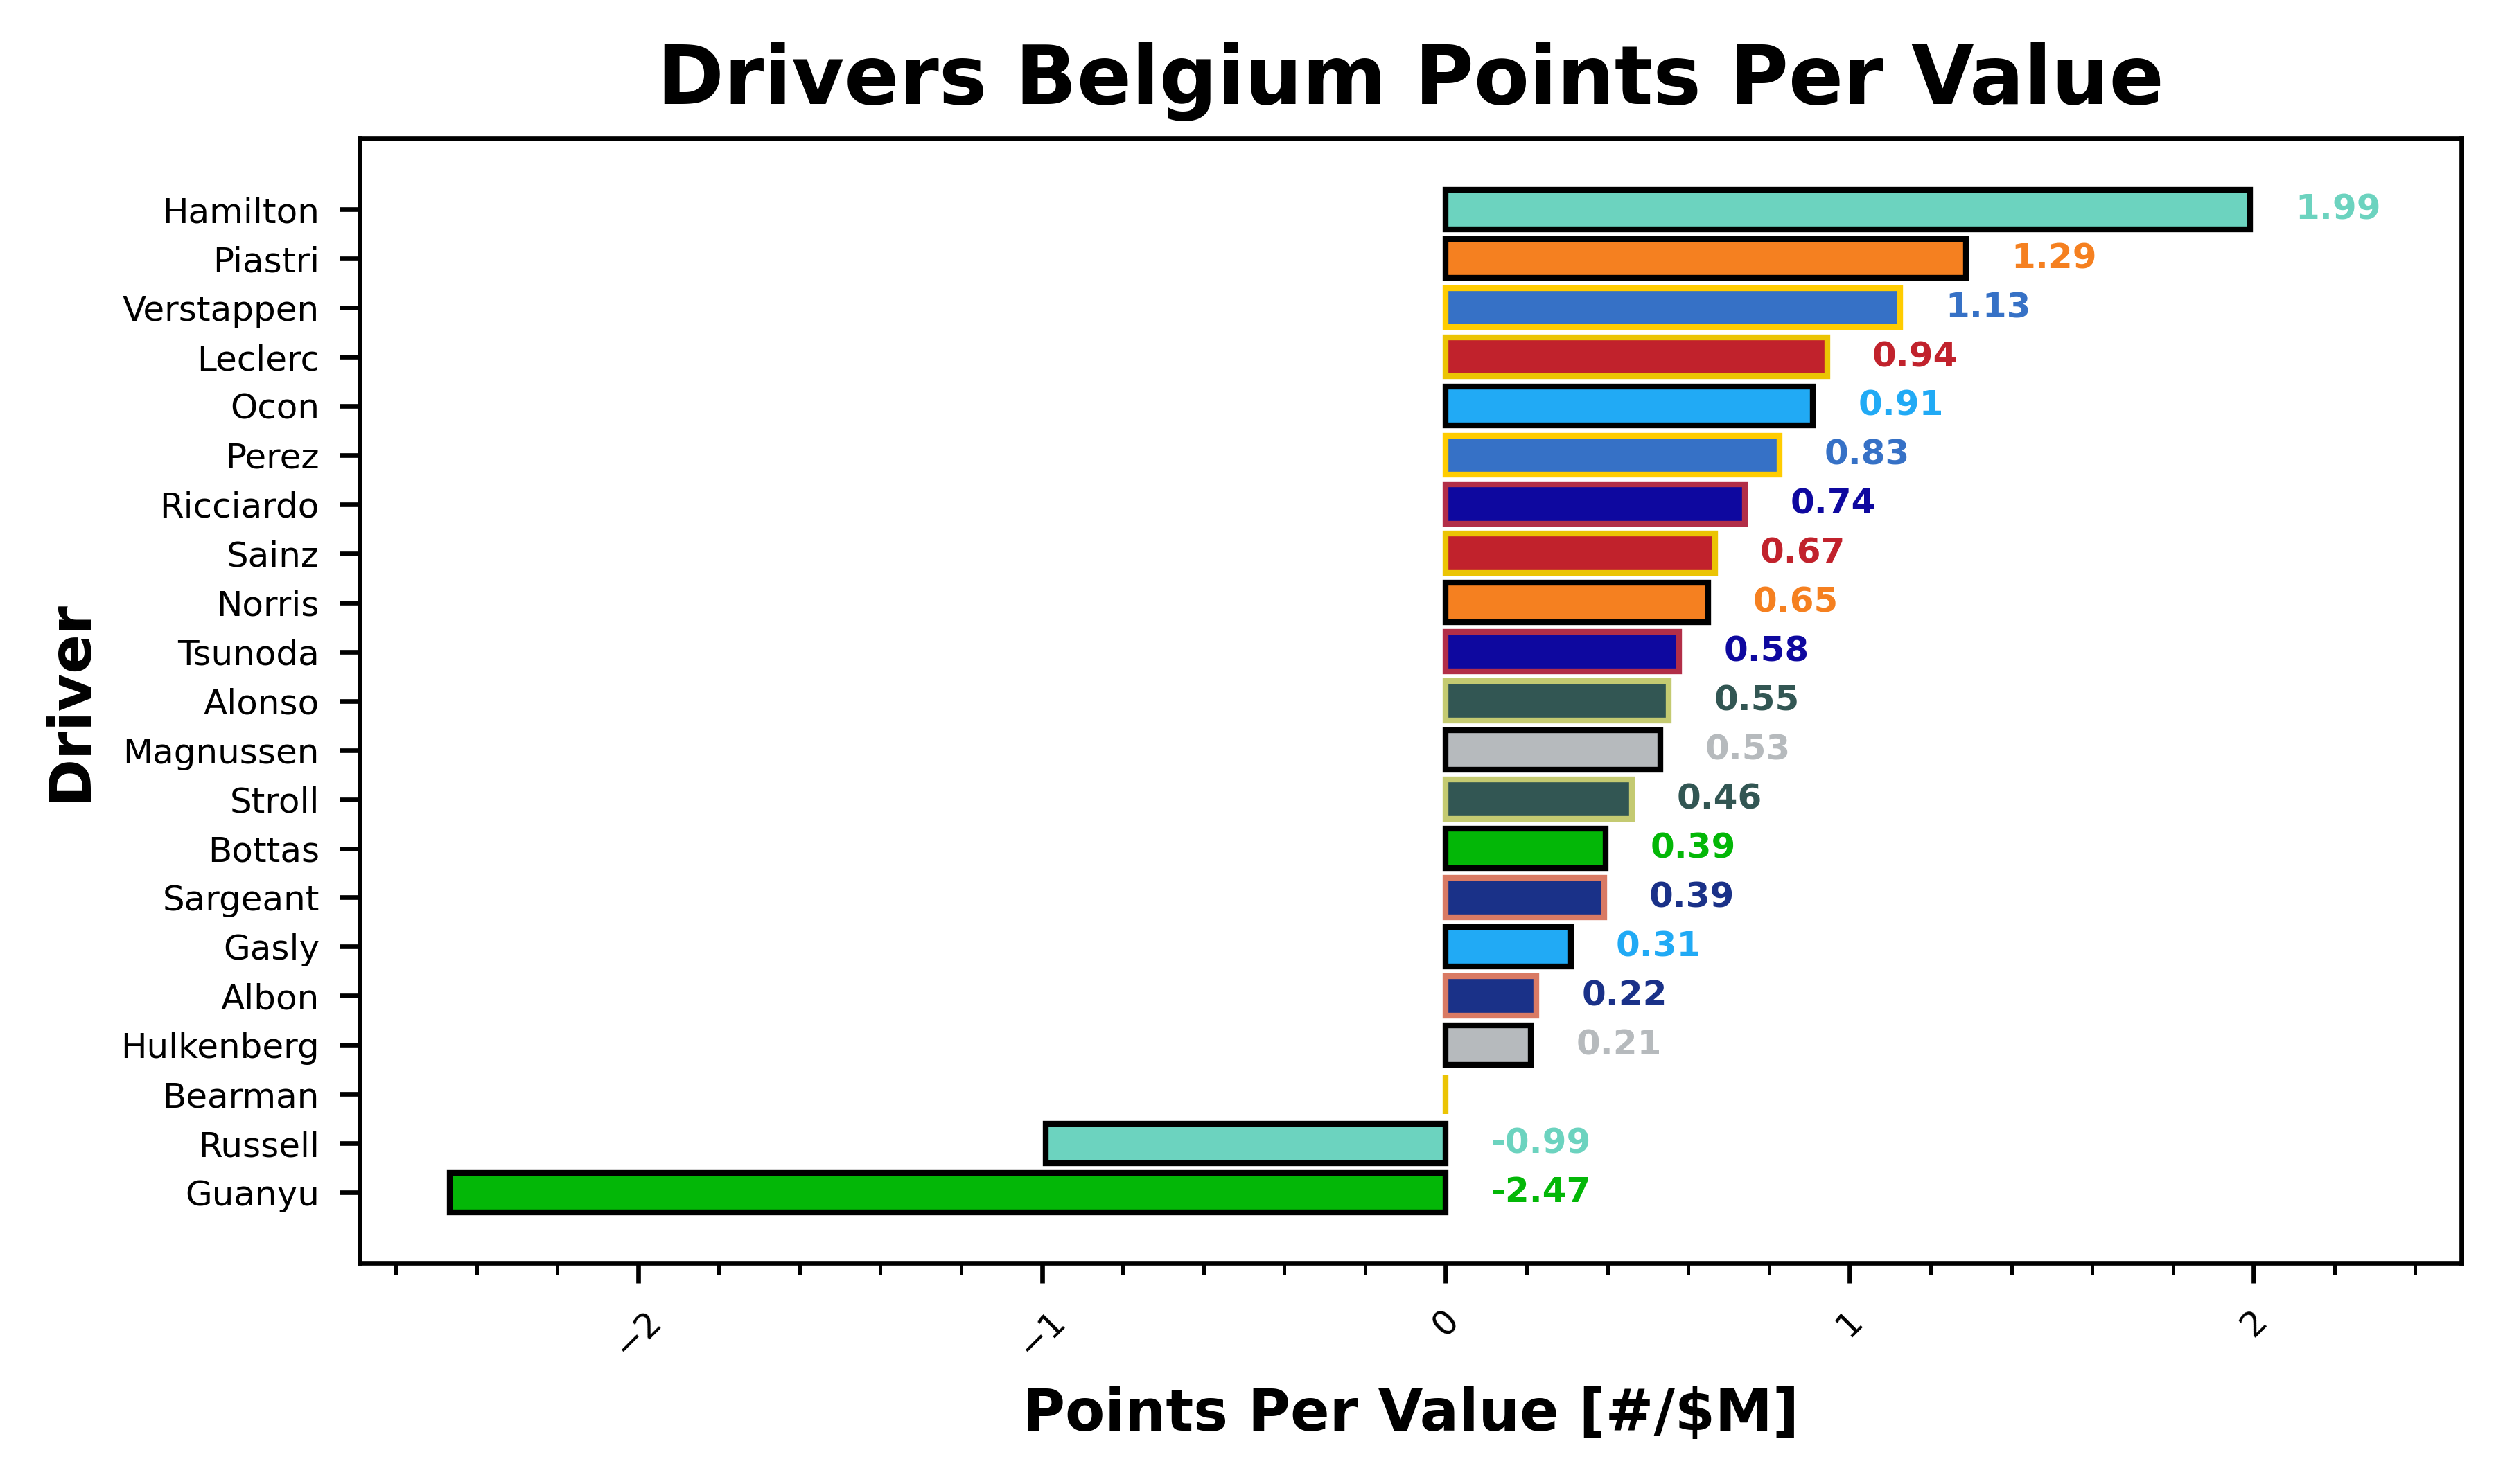 Drivers Belgium Points Per Value
Driver
Hamilton 1.99
Piastri 1.29
Verstappen 1.13
Leclerc 0.94
Ocon 0.91
Perez 0.83
Ricciardo 0.74
Sainz 0.67
Norris 0.65
Tsunoda 0.58
Alonso 0.55
Magnussen 0.53
Stroll 0.46
Bottas 0.39
Sargeant 0.39
Gasly 0.31
Albon 0.22
Hulkenberg 0.21
Bearman
Russell -0.99
Guanyu -2.47
−2 −1 0 1 2
Points Per Value [#/$M]